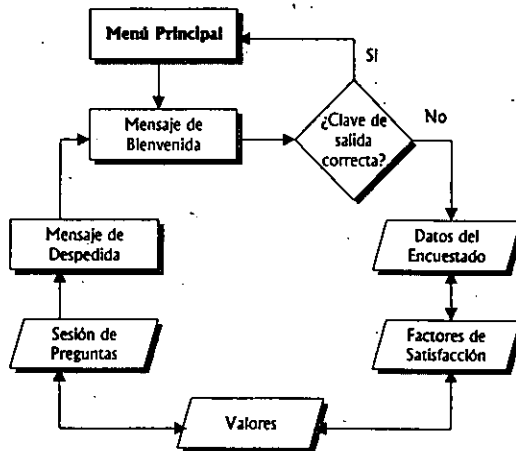 Menú Principal
Si
Mensaje de
Bienvenida
¿Clave de
salida
correcta?
No
Mensaje de
Despedida
Datos del
Encuestado
Sesión de
Preguntas
Factores de
Satisfacción
Valores